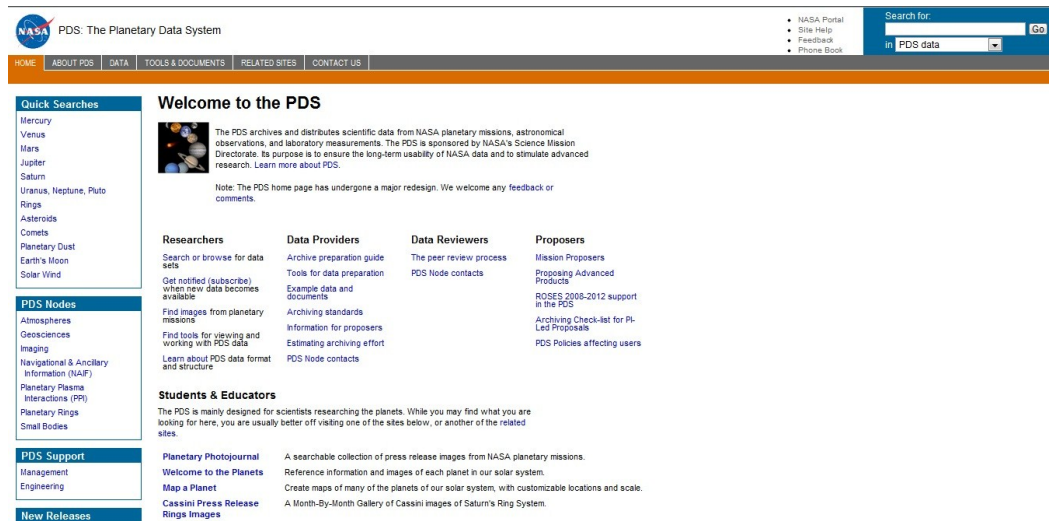 NASA
PDS: The Planetary Data System
NASA Portal
Site Help
Feedback
Phone Book
Search for:
Go
in PDS data
HOME ABOUT PDS DATA TOOLS & DOCUMENTS RELATED SITES CONTACT US
Quick Searches
Mercury
Venus
Mars
Jupiter
Saturn
Uranus, Neptune, Pluto
Rings
Asteroids
Comets
Planetary Dust
Earth's Moon
Solar Wind
PDS Nodes
Atmospheres
Geosciences
Imaging
Navigational & Ancillary
Information (NAIF)
Planetary Plasma
Interactions (PPI)
Planetary Rings
Small Bodies
PDS Support
Management
Engineering
New Releases
Welcome to the PDS
The PDS archives and distributes scientific data from NASA planetary missions, astronomical
observations, and laboratory measurements. The PDS is sponsored by NASA's Science Mission
Directorate. Its purpose is to ensure the long-term usability of NASA data and to stimulate advanced
research. Learn more about PDS.
Note: The PDS home page has undergone a major redesign. We welcome any feedback or
comments.
Researchers
Search or browse for data
sets
Get notified (subscribe)
when new data becomes
available
Find images from planetary
missions
Find tools for viewing and
working with PDS data
Learn about PDS data format
and structure
Data Providers
Archive preparation guide
Tools for data preparation
Example data and
documents
Archiving standards
Information for proposers
Estimating archiving effort
PDS Node contacts
Data Reviewers
The peer review process
PDS Node contacts
Proposers
Mission Proposers
Proposing Advanced
Products
ROSES 2008-2012 support
in the PDS
Archiving Check-list for PI-
Led Proposals
PDS Policies affecting users
Students & Educators
The PDS is mainly designed for scientists researching the planets. While you may find what you are
looking for here, you are usually better off visiting one of the sites below, or another of the related
sites.
Planetary Photojournal A searchable collection of press release images from NASA planetary missions.
Welcome to the Planets Reference information and images of each planet in our solar system.
Map a Planet Create maps of many of the planets of our solar system, with customizable locations and scale.
Cassini Press Release A Month-By-Month Gallery of Cassini images of Saturn's Ring System.
Rings Images